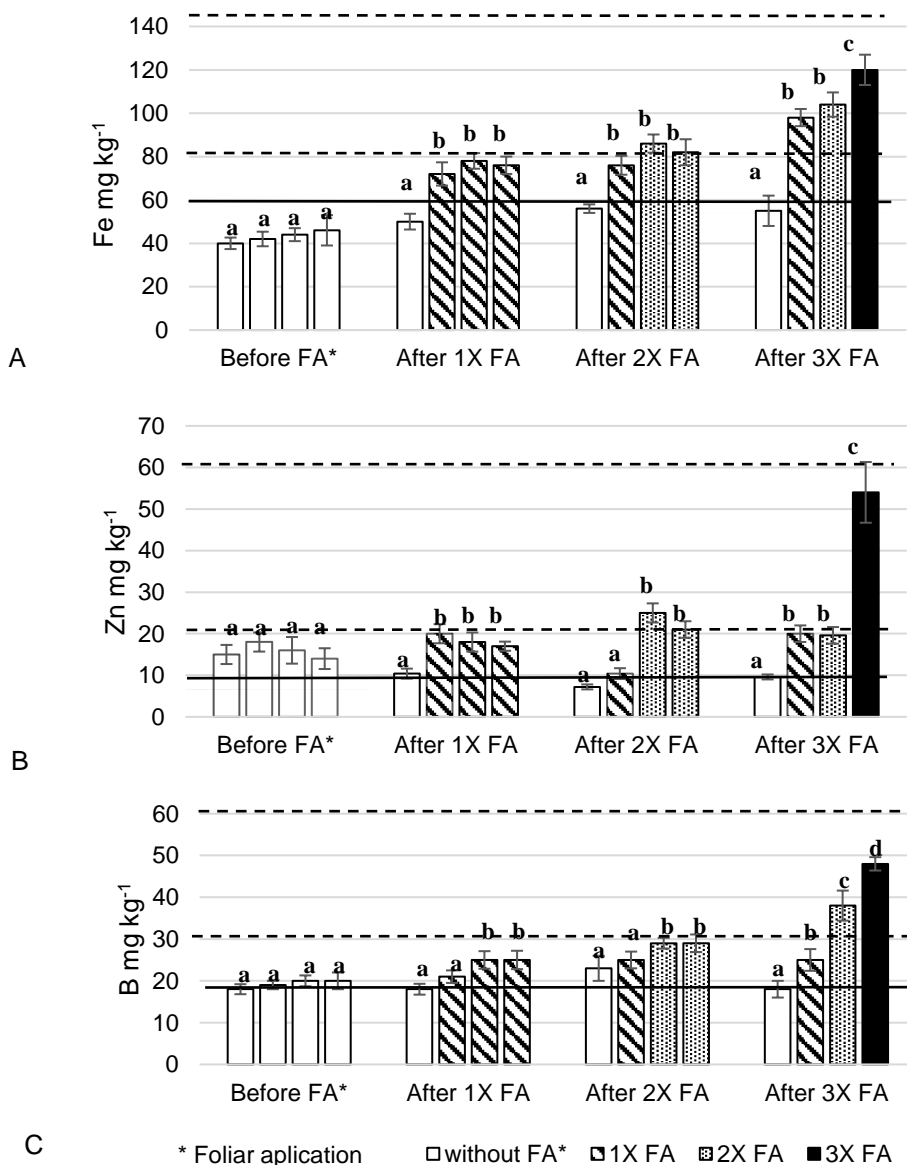 140
120
100
80
60
40
20
0
Fe mg kg-1
a a a a
a b b b
a b b b
a b b c
Before FA* After 1X FA After 2X FA After 3X FA
A
70
60
50
40
30
20
10
0
Zn mg kg-1
a a a a
a b b b
a a b b
a b b c
Before FA* After 1X FA After 2X FA After 3X FA
B
60
50
40
30
20
10
0
B mg kg-1
a a a a
a a b b
a a b b
a b c d
Before FA* After 1X FA After 2X FA After 3X FA
C
* Foliar aplication without FA* 1X FA 2X FA 3X FA